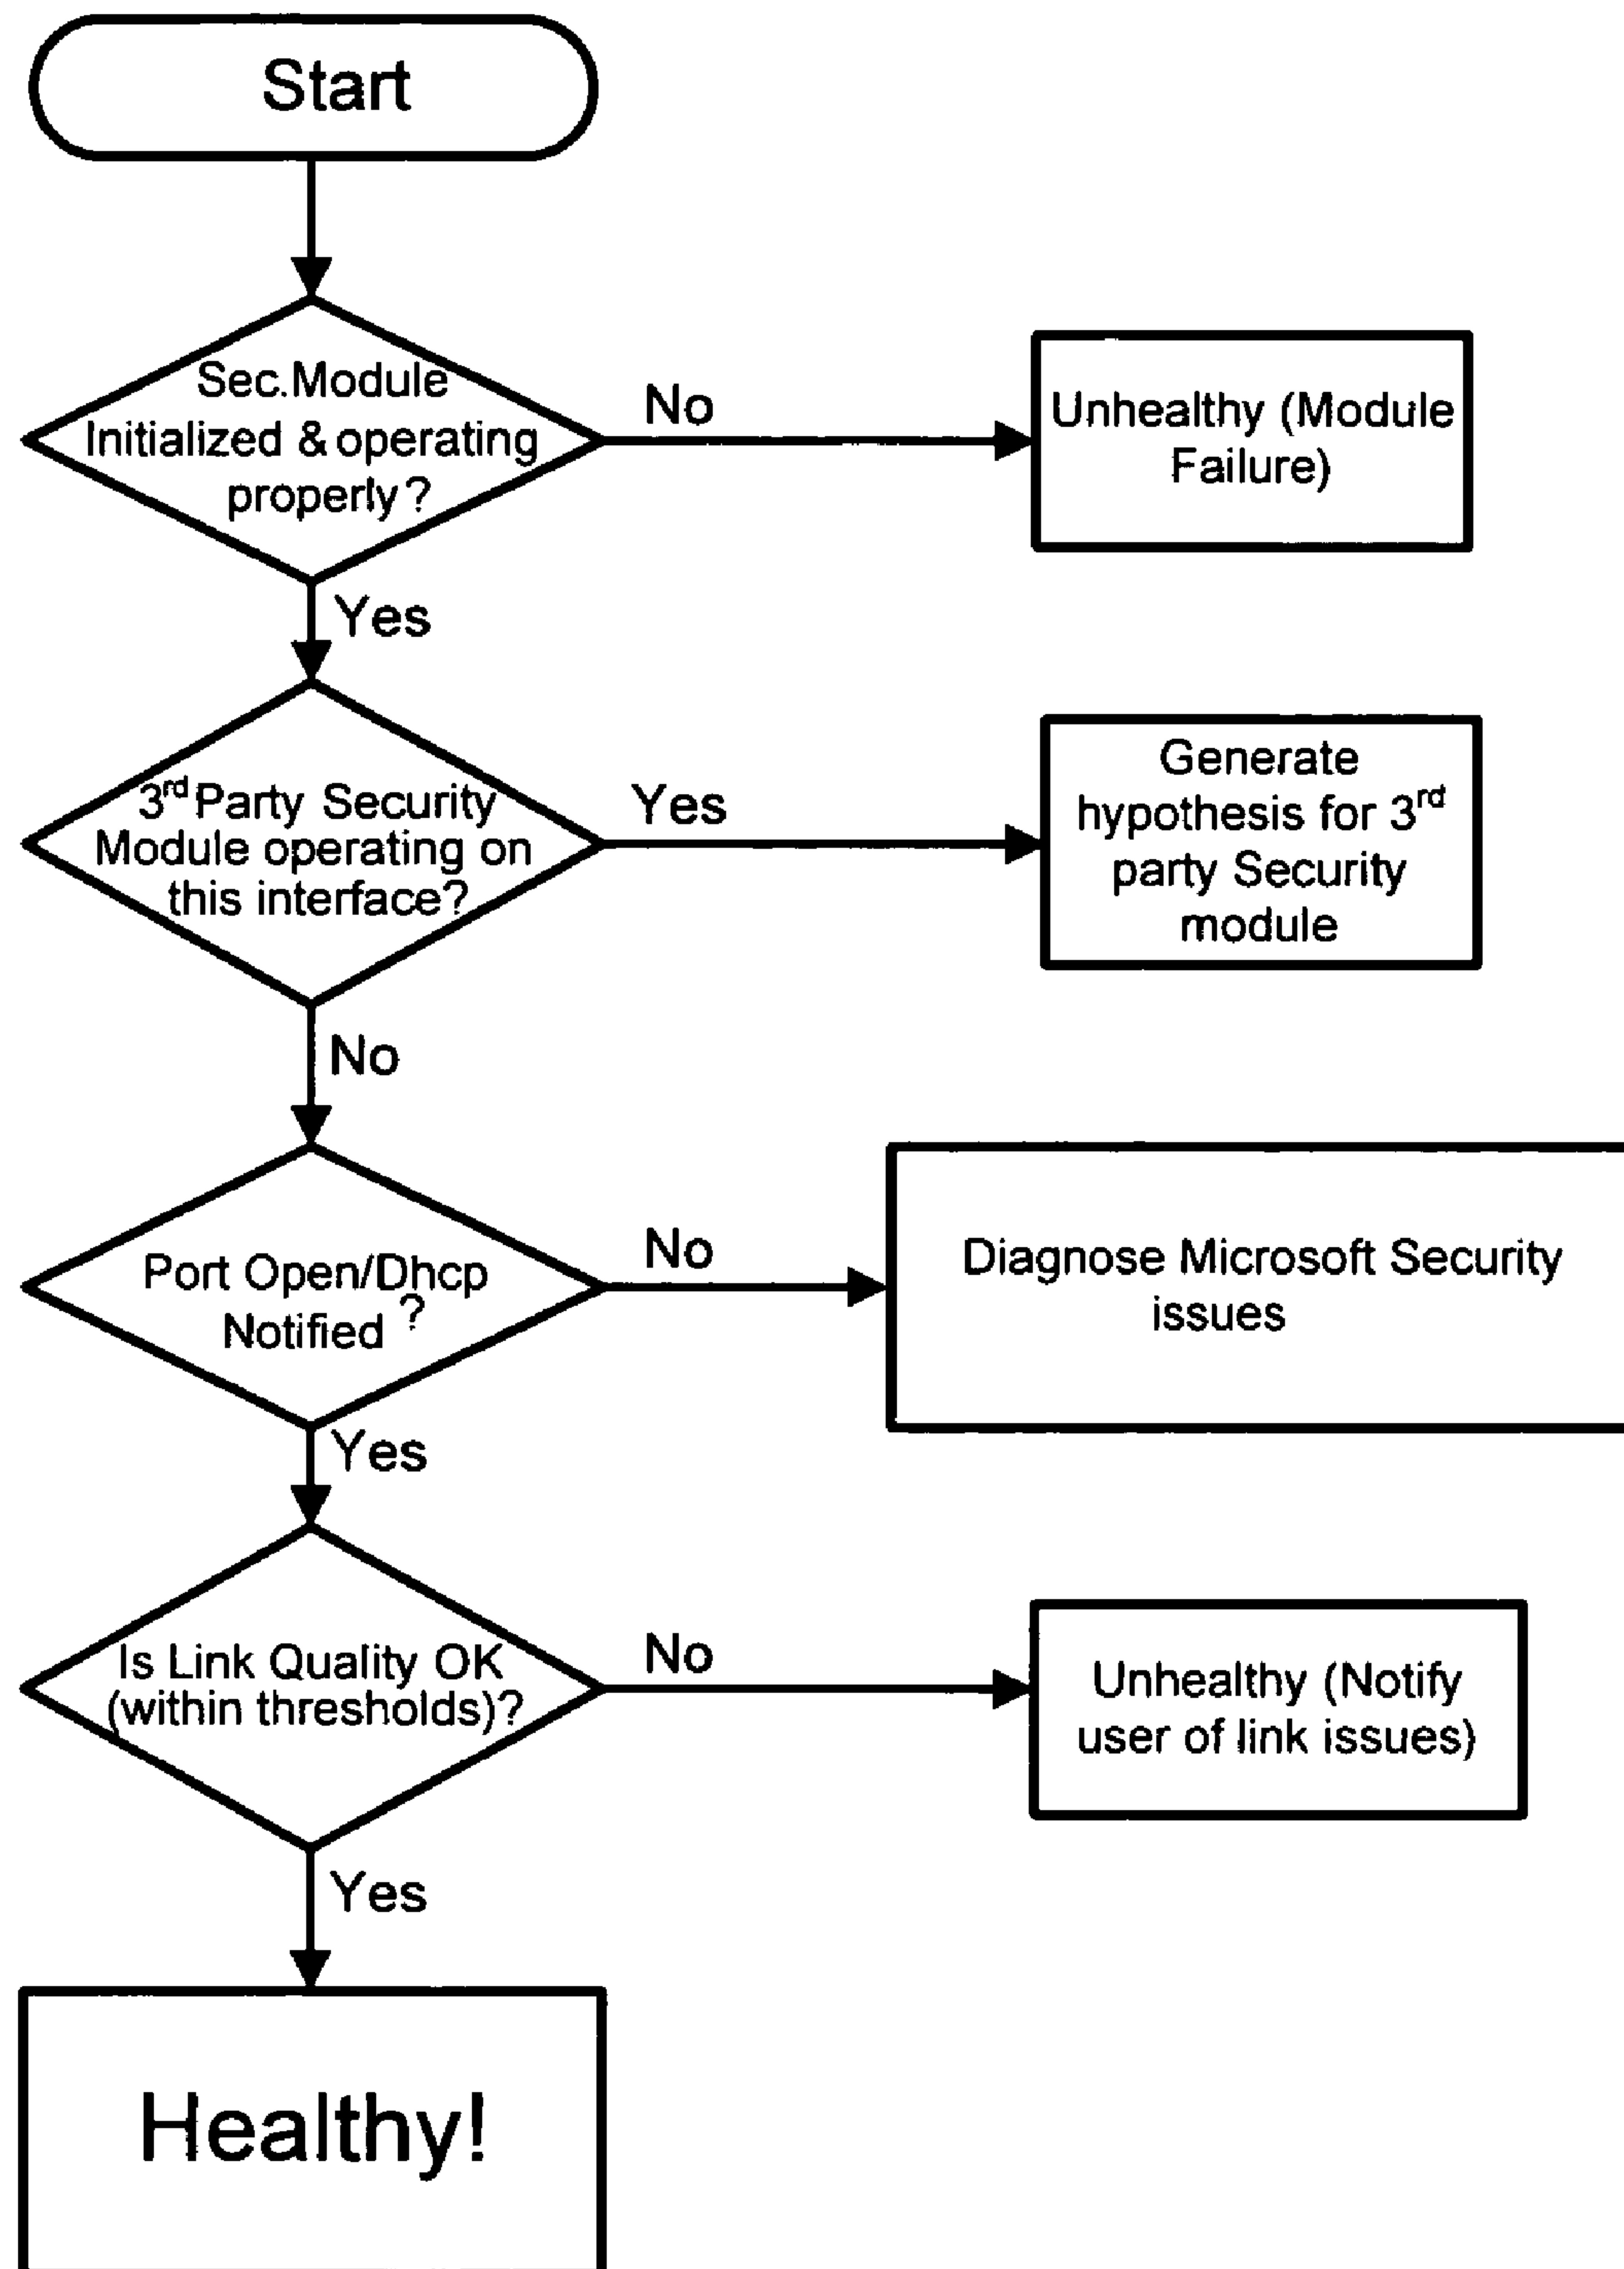 Start
Sec.Module
Initialized & operating
properly?
No
Unhealthy (Module
Failure)
Yes
3rd Party Security
Module operating on
this interface?
Yes
Generate
hypothesis for 3rd
party Security
module
No
Port Open/Dhcp
Notified ?
No
Diagnose Microsoft Security
issues
Yes
Is Link Quality OK
(within thresholds)?
No
Unhealthy (Notify
user of link issues)
Yes
Healthy!